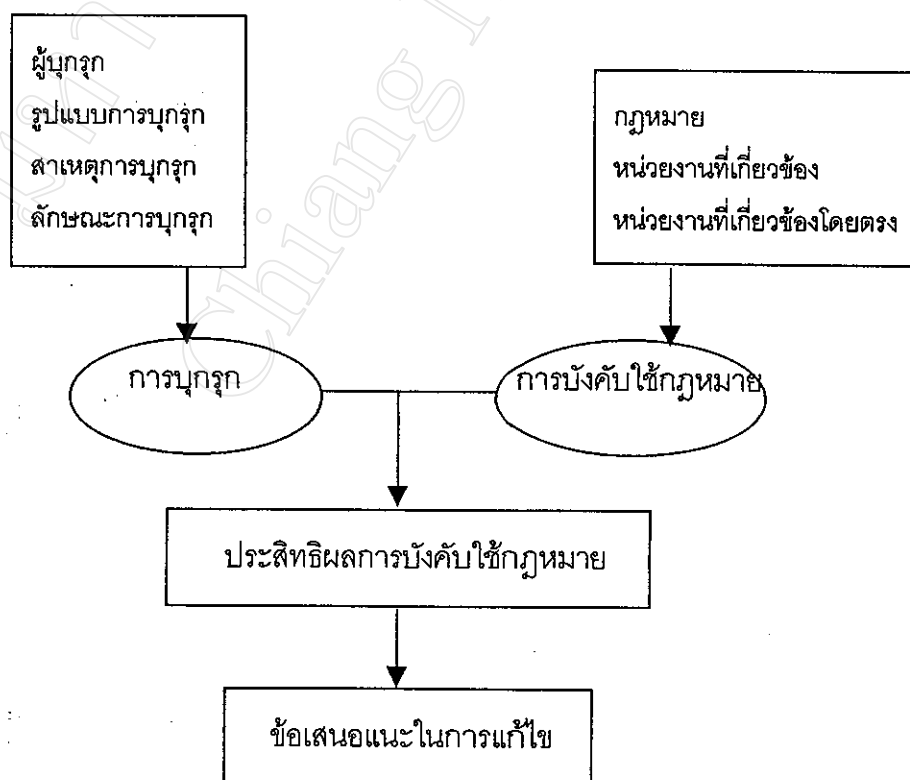 ผู้บุกรุก
รูปแบบการบุกรุก
สาเหตุการบุกรุก
ลักษณะการบุกรุก
กฎหมาย
หน่วยงานที่เกี่ยวข้อง
หน่วยงานที่เกี่ยวข้องโดยตรง
การบุกรุก
การบังคับใช้กฎหมาย
ประสิทธิผลการบังคับใช้กฎหมาย
ข้อเสนอแนะในการแก้ไข
Chiang